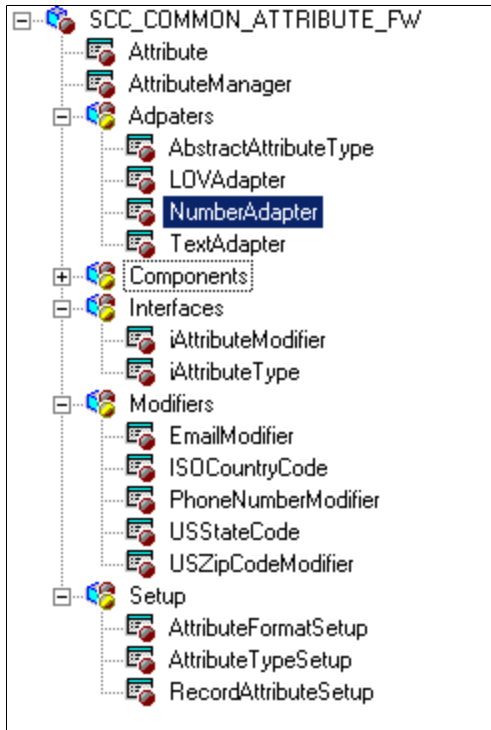 SCC_COMMON_ATTRIBUTE_FW
Attribute
AttributeManager
Adpaters
AbstractAttributeType
LOVAdapter
NumberAdapter
TextAdapter
Components
Interfaces
iAttributeModifier
iAttributeType
Modifiers
EmailModifier
ISOCountryCode
PhoneNumberModifier
USStateCode
USZipCodeModifier
Setup
AttributeFormatSetup
AttributeTypeSetup
RecordAttributeSetup